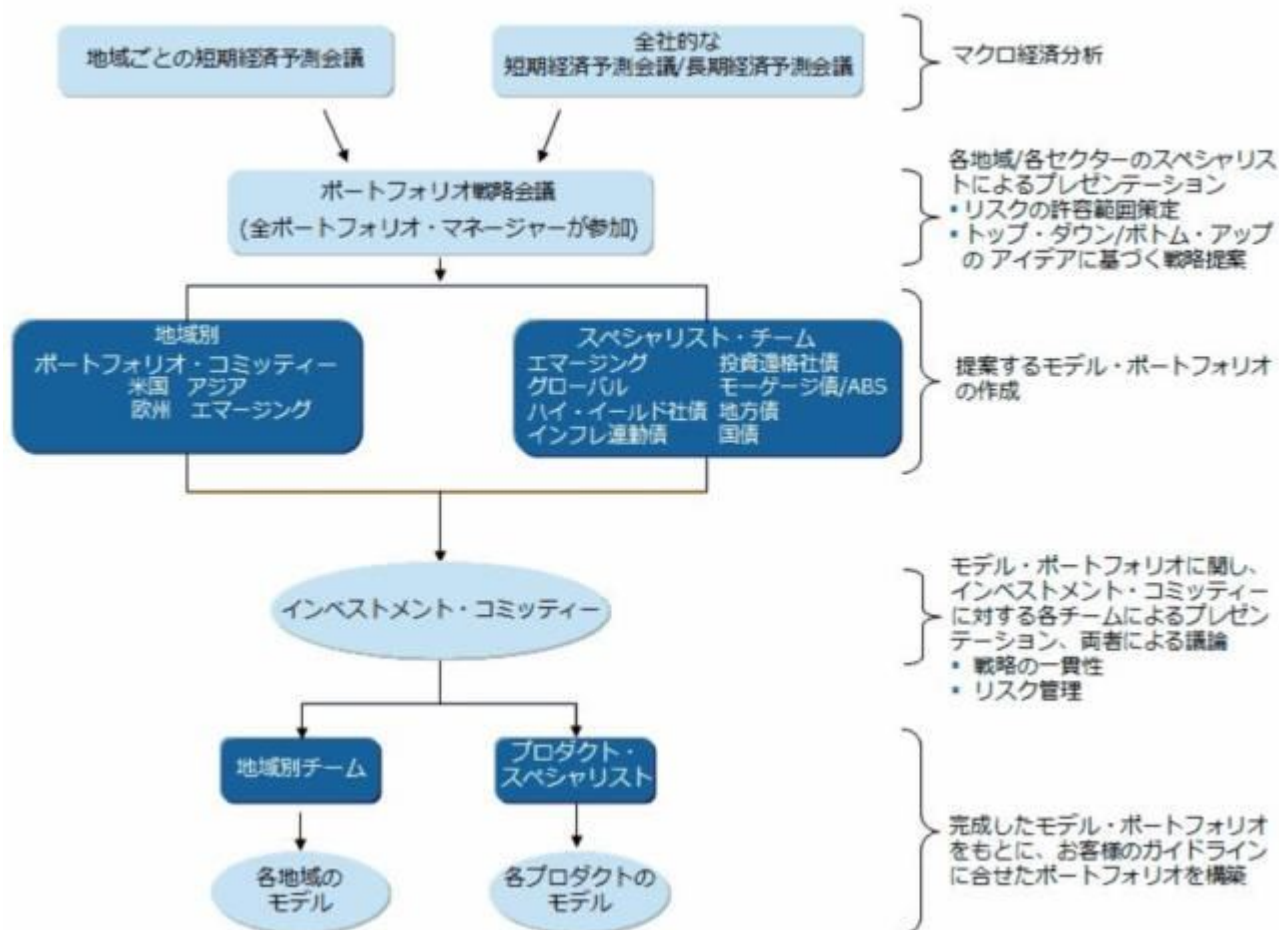 地域ごとの短期経済予測会議
全社的な
短期経済予測会議/長期経済予測会議
マクロ経済分析
ポートフォリオ戦略会議
(全ポートフォリオ・マネージャーが参加)
各地域/各セクターのスペシャリス
トによるプレゼンテーション
▪ リスクの許容範囲策定
▪ トップ・ダウン/ボトム・アップ
の アイデアに基づく戦略提案
地域別
ポートフォリオ・コミッティー
米国 アジア
欧州 エマージング
スペシャリスト・チーム
エマージング 投資適格社債
グローバル モーゲージ債/ABS
ハイ・イールド社債 地方債
インフレ連動債 国債
提案するモデル・ポートフォリオ
の作成
インベストメント・コミッティー
モデル・ポートフォリオに関し、
インベストメント・コミッティー
に対する各チームによるプレゼン
テーション、両者による議論
▪ 戦略の一貫性
▪ リスク管理
地域別チーム
プロダクト・
スペシャリスト
各地域の
モデル
各プロダクトの
モデル
完成したモデル・ポートフォリオ
をもとに、お客様のガイドライン
に合せたポートフォリオを構築